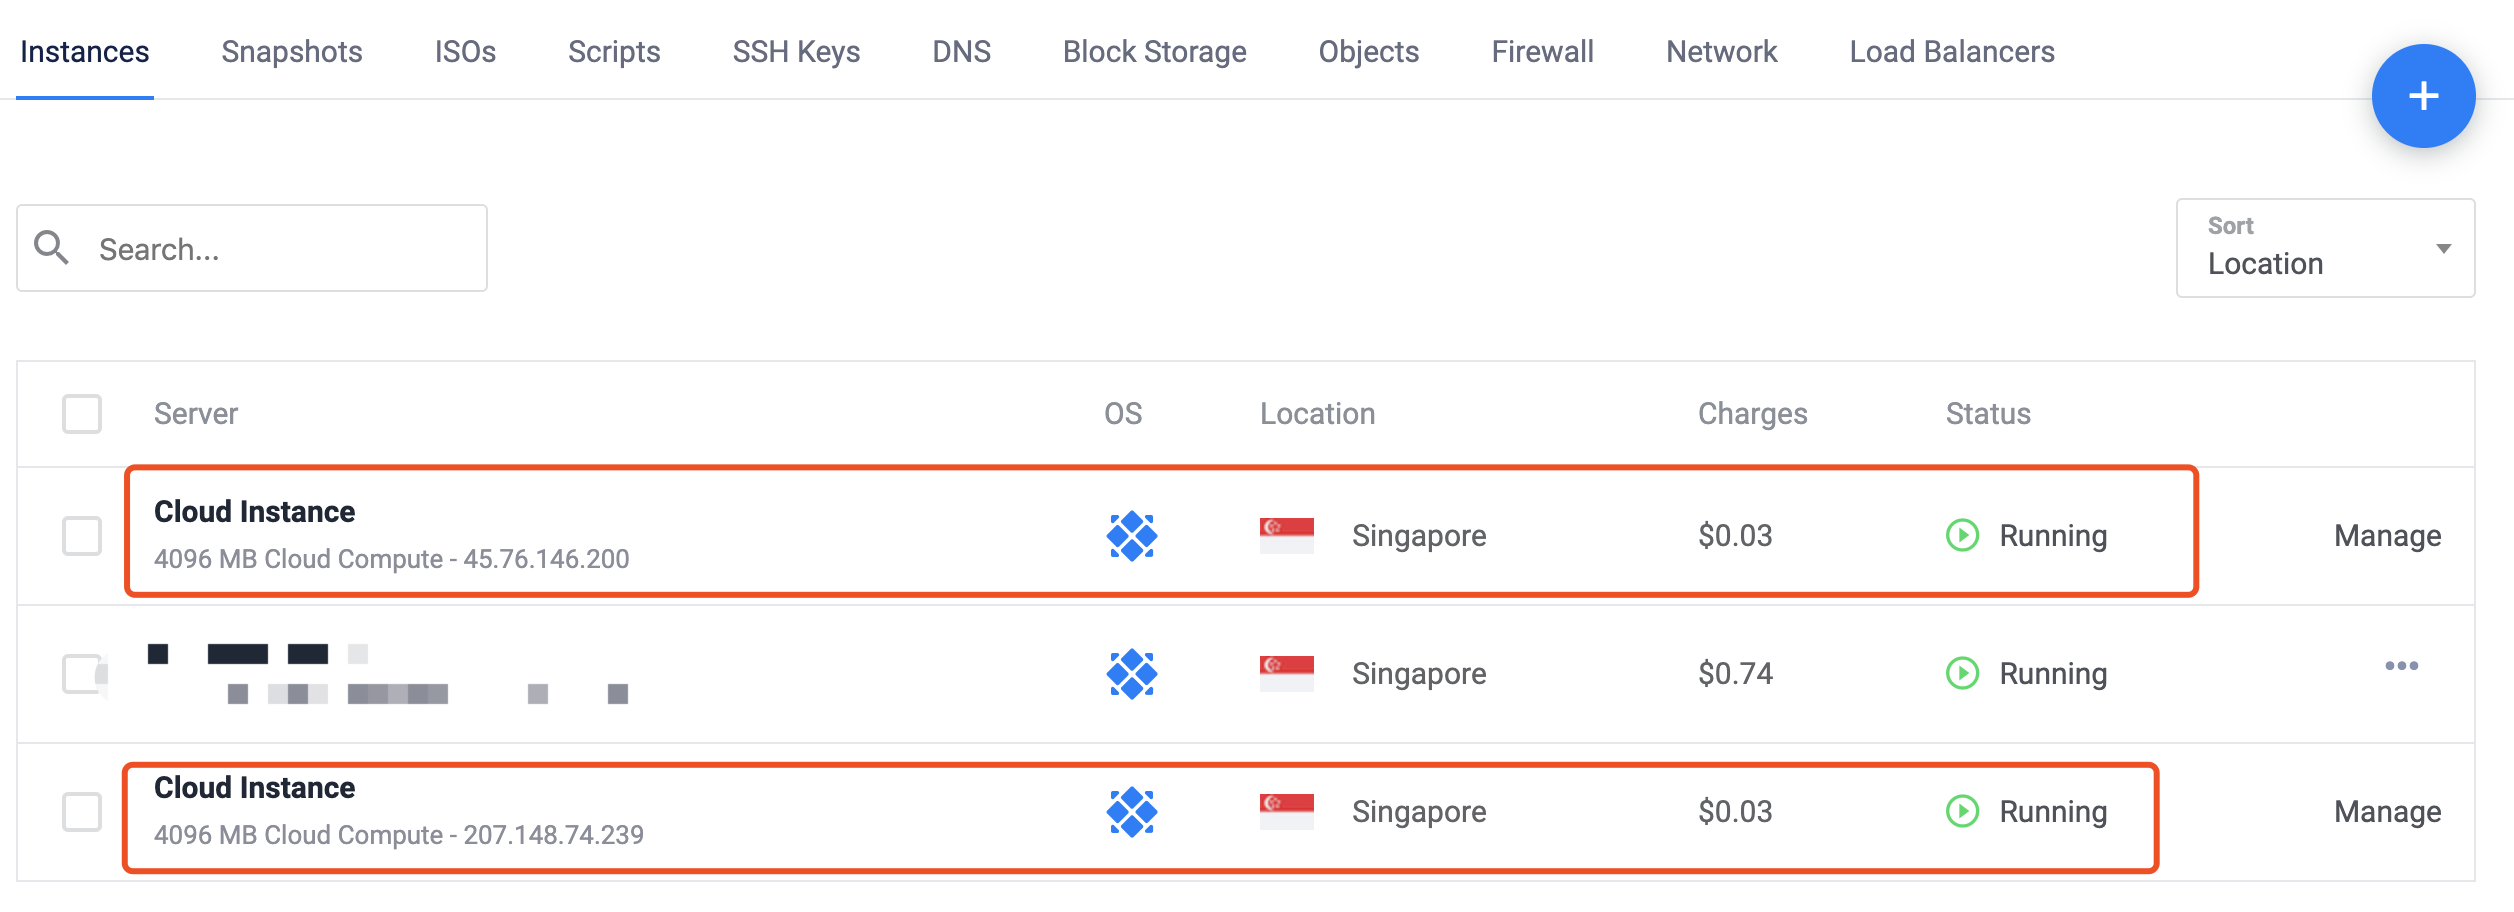 Instances Snapshots ISOs Scripts SSH Keys DNS Block Storage Objects Firewall Network Load Balancers
+
Search...
Sort
Location
Server OS Location Charges Status
Cloud Instance
4096 MB Cloud Compute - 45.76.146.200
Singapore $0.03 Running Manage
Singapore $0.74 Running •••
Cloud Instance
4096 MB Cloud Compute - 207.148.74.239
Singapore $0.03 Running Manage